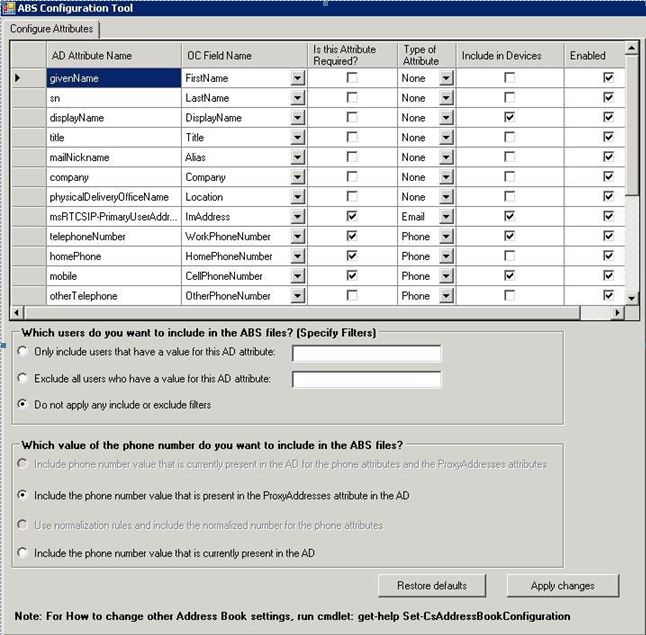 ABS Configuration Tool
Configure Attributes
AD Attribute Name OC Field Name Is this Attribute Required? Type of Attribute Include in Devices Enabled
givenName FirstName None
sn LastName None
displayName DisplayName None
title Title None
mailNickname Alias None
company Company None
physicalDeliveryOfficeName Location None
msRTCSIP-PrimaryUserAddr... ImAddress Email
telephoneNumber WorkPhoneNumber Phone
homePhone HomePhoneNumber Phone
mobile CellPhoneNumber Phone
otherTelephone OtherPhoneNumber Phone
Which users do you want to include in the ABS files? (Specify Filters)
Only include users that have a value for this AD attribute:
Exclude all users who have a value for this AD attribute:
Do not apply any include or exclude filters
Which value of the phone number do you want to include in the ABS files?
Include phone number value that is currently present in the AD for the phone attributes and the ProxyAddresses attributes
Include the phone number value that is present in the ProxyAddresses attribute in the AD
Use normalization rules and include the normalized number for the phone attributes
Include the phone number value that is currently present in the AD
Restore defaults Apply changes
Note: For How to change other Address Book settings, run cmdlet: get-help Set-CsAddressBookConfiguration